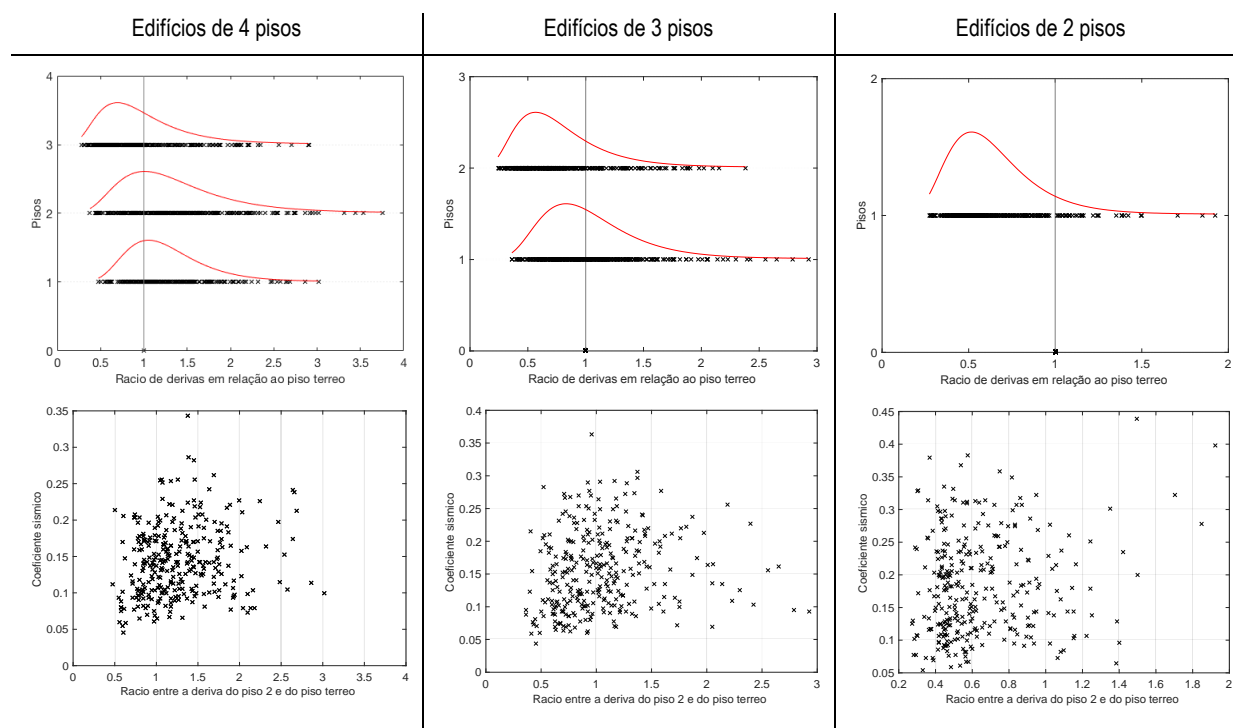 Edifícios de 4 pisos
Edifícios de 3 pisos
Edifícios de 2 pisos
4
3
2
1
0
Pisos
0 0.5 1 1.5 2 2.5 3 3.5 4
Racio de derivas em relação ao piso terreo
3
2
1
0
Pisos
0 0.5 1 1.5 2 2.5 3
Racio de derivas em relação ao piso terreo
2
1
0
Pisos
0 0.5 1 1.5 2
Racio de derivas em relação ao piso terreo
0.35
0.3
0.25
0.2
0.15
0.1
0.05
0
Coeficiente sismico
0 0.5 1 1.5 2 2.5 3 3.5 4
Racio entre a deriva do piso 2 e do piso terreo
0.4
0.35
0.3
0.25
0.2
0.15
0.1
0.05
0
Coeficiente sismico
0 0.5 1 1.5 2 2.5 3
Racio entre a deriva do piso 2 e do piso terreo
0.45
0.4
0.35
0.3
0.25
0.2
0.15
0.1
0.05
Coeficiente sismico
0.2 0.4 0.6 0.8 1 1.2 1.4 1.6 1.8 2
Racio entre a deriva do piso 2 e do piso terreo